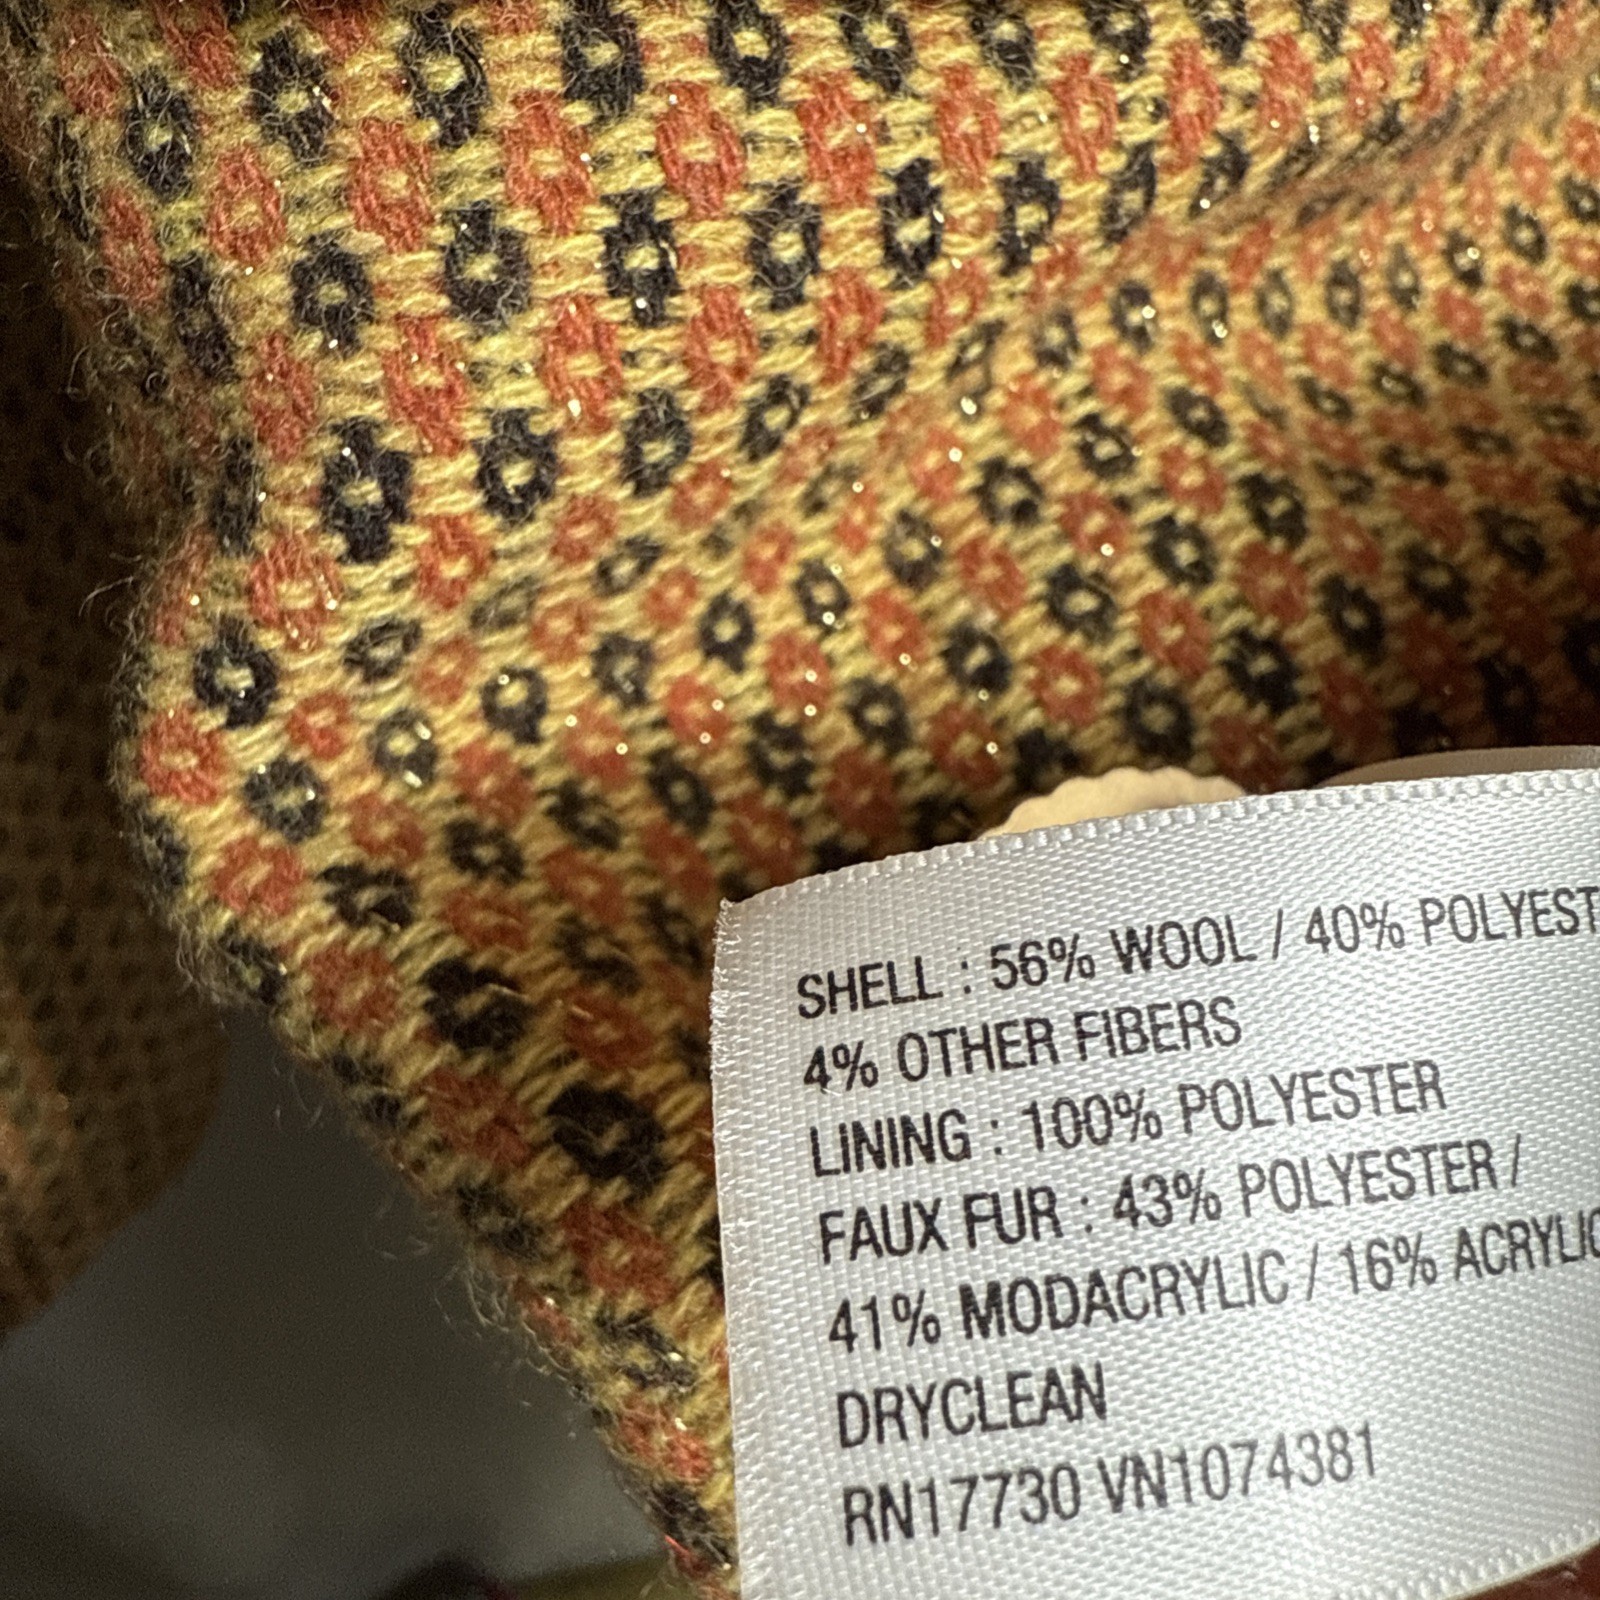 SHELL : 56% WOOL / 40% POLYEST
4% OTHER FIBERS
LINING : 100% POLYESTER
FAUX FUR : 43% POLYESTER /
41% MODACRYLIC / 16% ACRYLIC
DRYCLEAN
RN17730 VN1074381